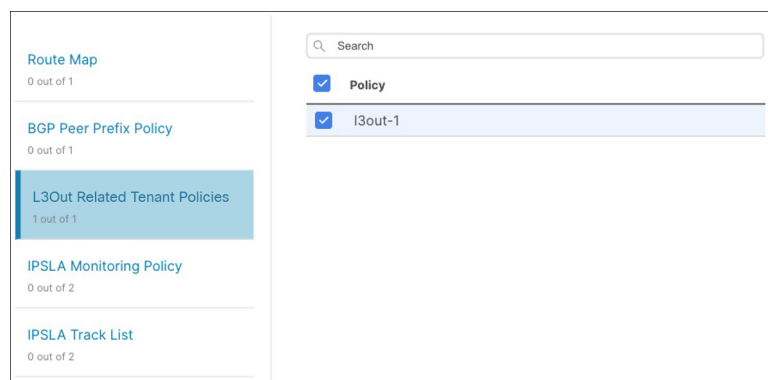 Route Map
0 out of 1
BGP Peer Prefix Policy
0 out of 1
L3Out Related Tenant Policies
1 out of 1
IPSLA Monitoring Policy
0 out of 2
IPSLA Track List
0 out of 2
Search
Policy
l3out-1